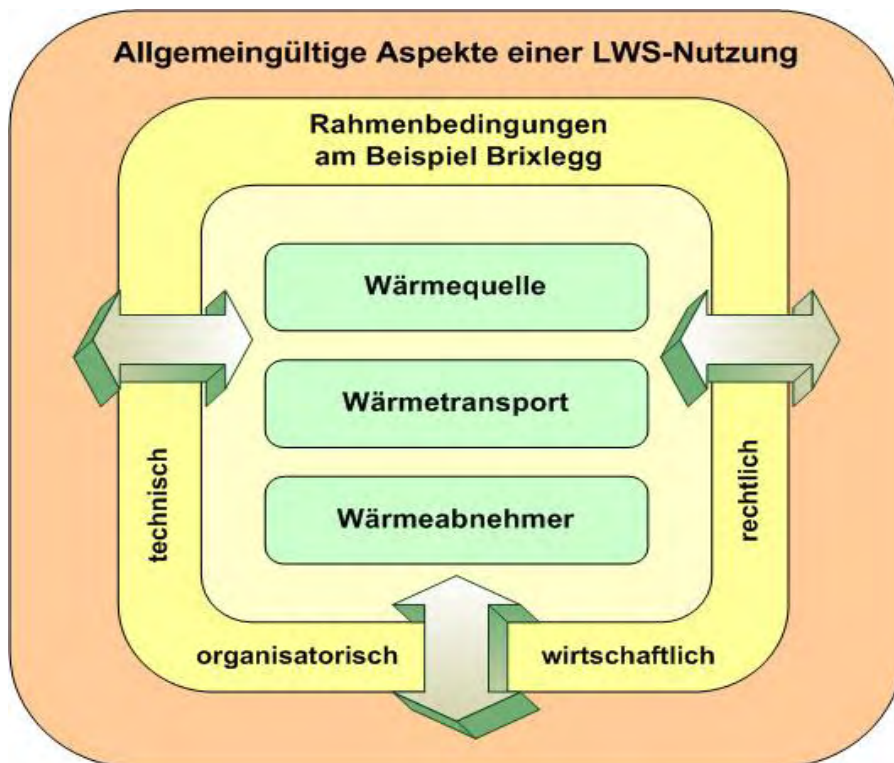 Allgemeingültige Aspekte einer LWS-Nutzung
Rahmenbedingungen
am Beispiel Brixlegg
Wärmequelle
Wärmetransport
Wärmeabnehmer
technisch
rechtlich
organisatorisch
wirtschaftlich